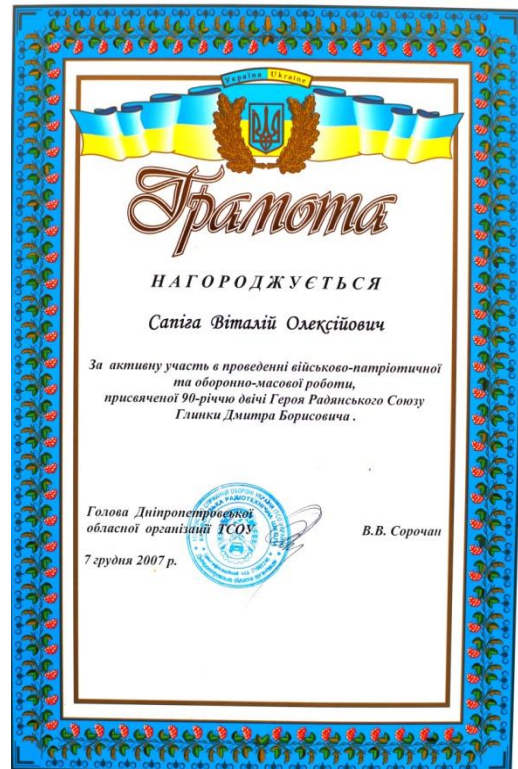 Україна Ukraine
Грамота
НАГОРОДЖУЄТЬСЯ
Сапіга Віталій Олексійович
За активну участь в проведенні військово-патріотичної
та оборонно-масової роботи,
присвяченої 90-річчю двічі Героя Радянського Союзу
Глинки Дмитра Борисовича .
Голова Дніпропетровської
обласної організації ТСОУ
В.В. Сорочан
7 грудня 2007 р.